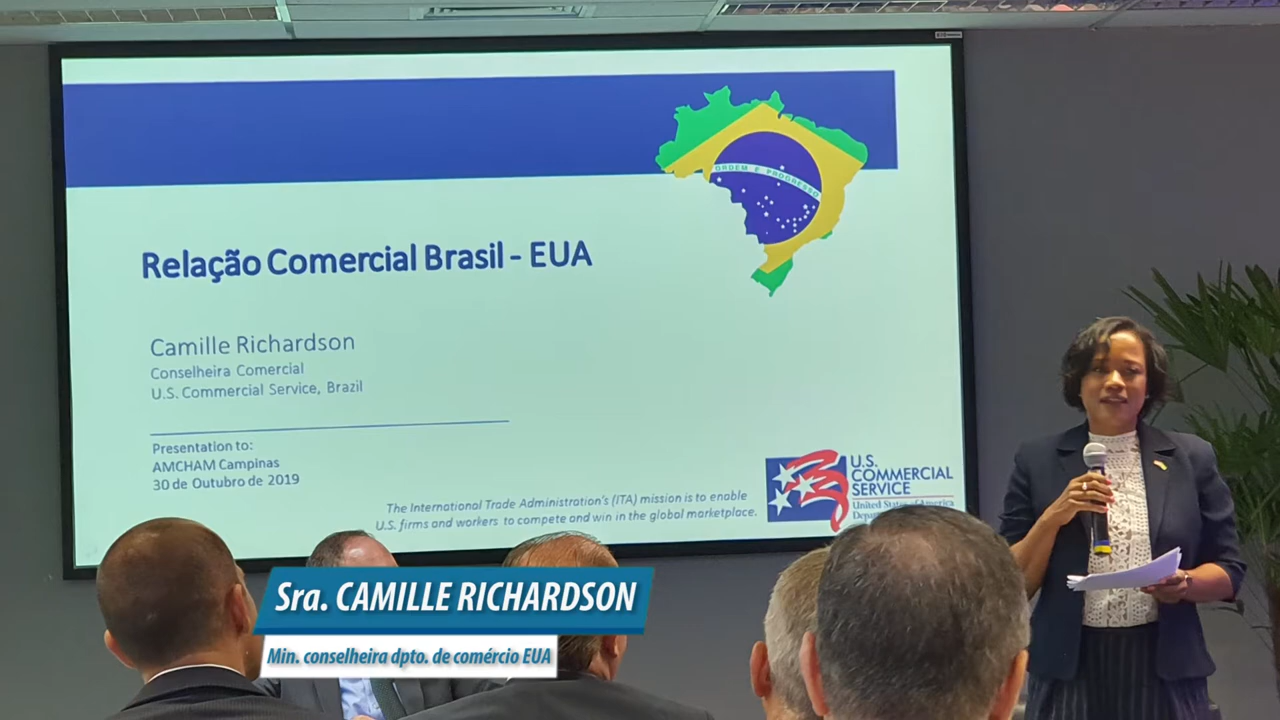 ORDEM E PROGRESSO
Relação Comercial Brasil - EUA
Camille Richardson
Conselheira Comercial
U.S. Commercial Service, Brazil
Presentation to:
AMCHAM Campinas
30 de Outubro de 2019
The International Trade Administration's (ITA) mission is to enable
U.S. firms and workers to compete and win in the global marketplace.
U.S.
COMMERCIAL
SERVICE
United States of America
Sra. CAMILLE RICHARDSON
Min. conselheira dpto. de comércio EUA